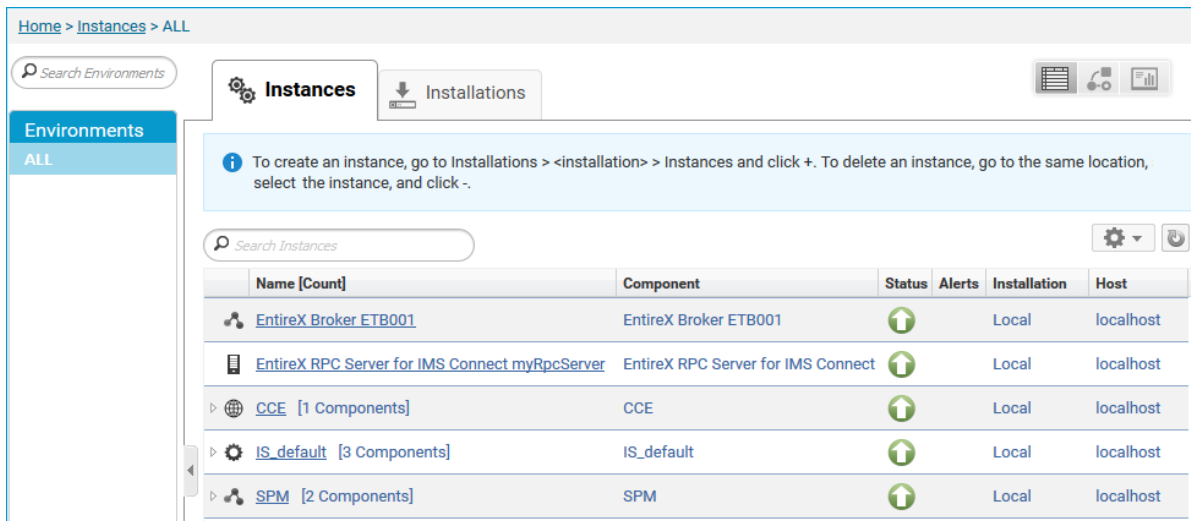 Home > Instances > ALL
Search Environments
Instances
Installations
Environments
ALL
To create an instance, go to Installations > <installation> > Instances and click +. To delete an instance, go to the same location,
select the instance, and click -.
Search Instances
Name [Count] Component Status Alerts Installation Host
EntireX Broker ETB001 EntireX Broker ETB001 Local localhost
EntireX RPC Server for IMS Connect myRpcServer EntireX RPC Server for IMS Connect Local localhost
CCE [1 Components] CCE Local localhost
IS_default [3 Components] IS_default Local localhost
SPM [2 Components] SPM Local localhost